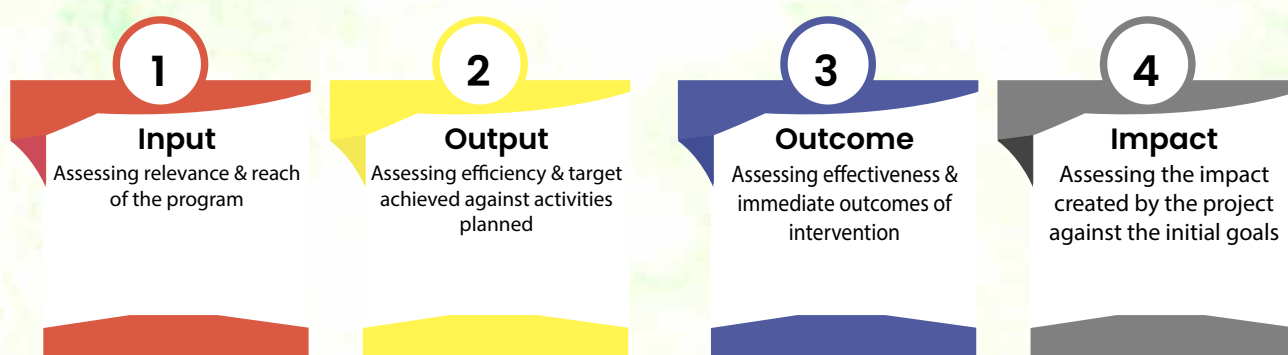 1
Input
Assessing relevance & reach
of the program
2
Output
Assessing efficiency & target
achieved against activities
planned
3
Outcome
Assessing effectiveness &
immediate outcomes of
intervention
4
Impact
Assessing the impact
created by the project
against the initial goals